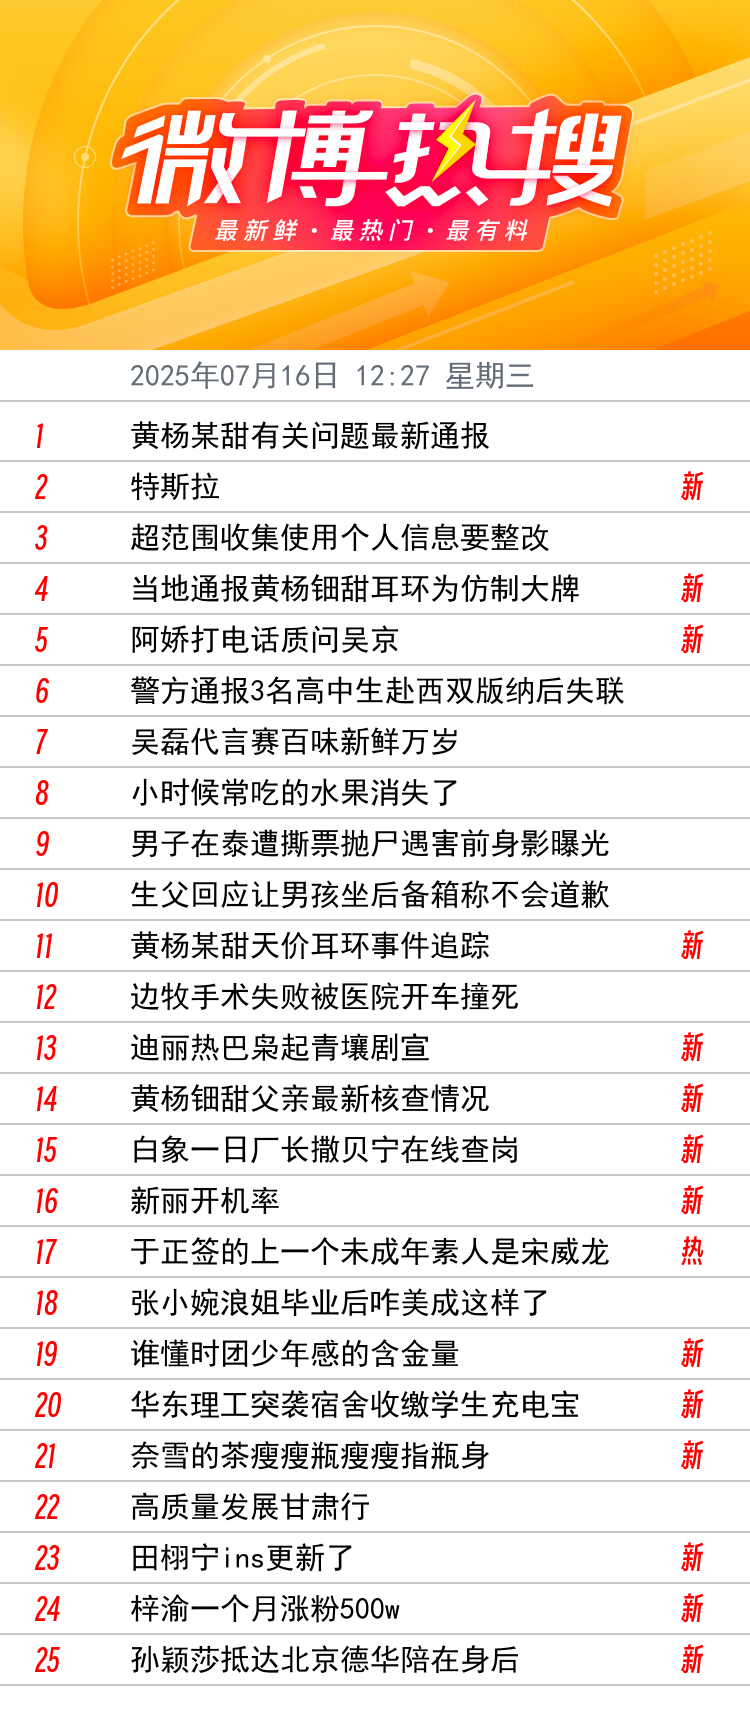 微博热搜
最新鲜·最热门·最有料
2025年07月16日 12:27 星期三
1 黄杨某甜有关问题最新通报
2 特斯拉 新
3 超范围收集使用个人信息要整改
4 当地通报黄杨钿甜耳环为仿制大牌 新
5 阿娇打电话质问吴京 新
6 警方通报3名高中生赴西双版纳后失联
7 吴磊代言赛百味新鲜万岁
8 小时候常吃的水果消失了
9 男子在泰遭撕票抛尸遇害前身影曝光
10 生父回应让男孩坐后备箱称不会道歉
11 黄杨某甜天价耳环事件追踪 新
12 边牧手术失败被医院开车撞死
13 迪丽热巴枭起青壤剧宣 新
14 黄杨钿甜父亲最新核查情况 新
15 白象一日厂长撒贝宁在线查岗 新
16 新丽开机率 新
17 于正签的上一个未成年素人是宋威龙 热
18 张小婉浪姐毕业后咋美成这样了
19 谁懂时团少年感的含金量 新
20 华东理工突袭宿舍收缴学生充电宝 新
21 奈雪的茶瘦瘦瓶瘦瘦指瓶身 新
22 高质量发展甘肃行
23 田栩宁ins更新了 新
24 梓渝一个月涨粉500w 新
25 孙颖莎抵达北京德华陪在身后 新